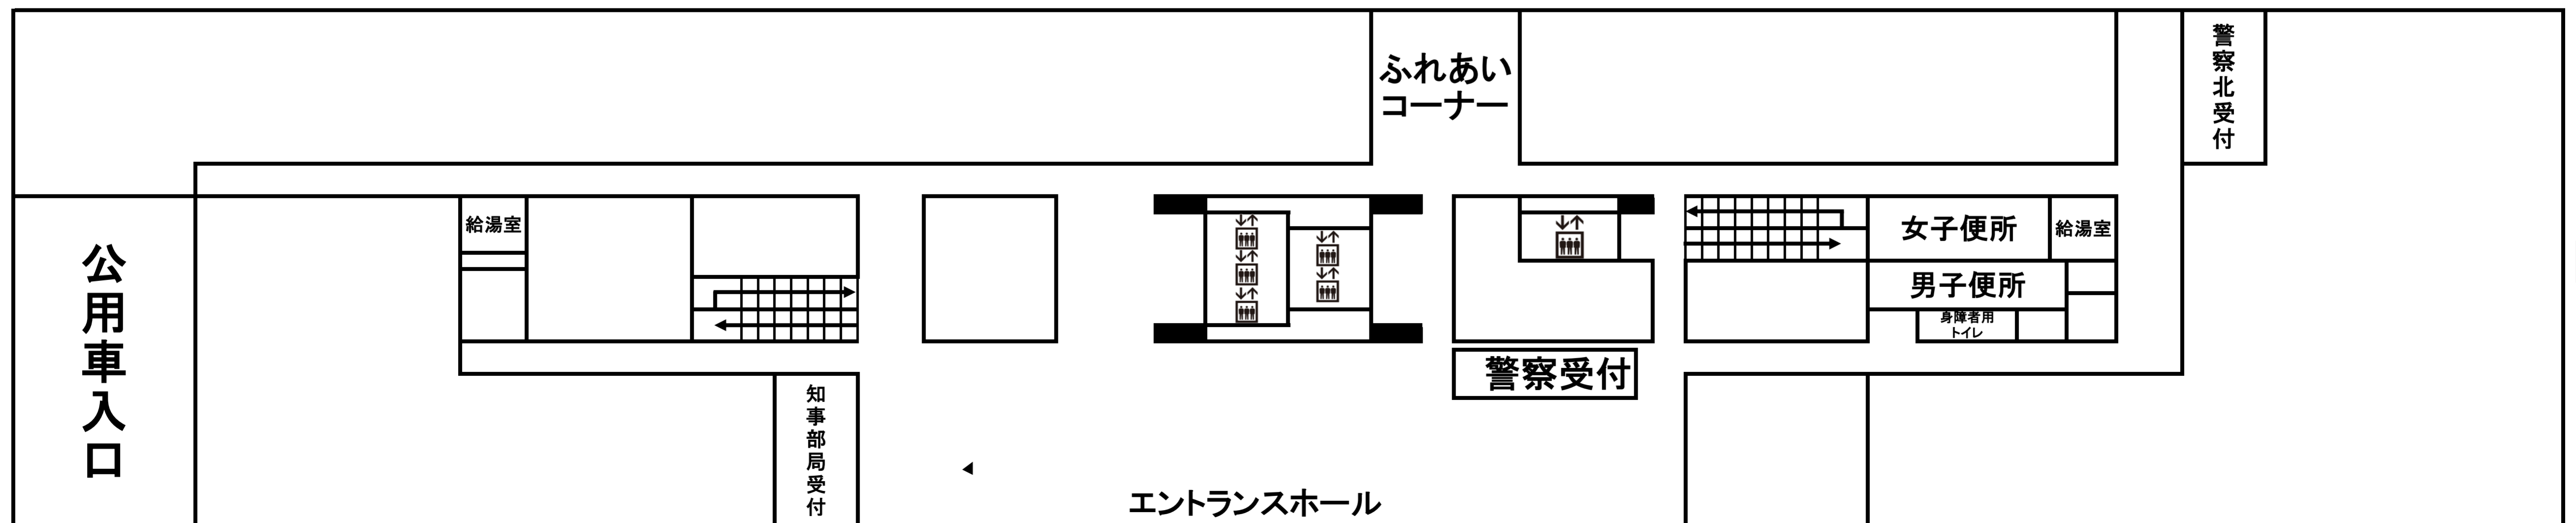 ふれあい
コーナー
警察北受付
給湯室
女子便所
給湯室
公用車入口
男子便所
身障者用
トイレ
警察受付
知事部局受付
エントランスホール